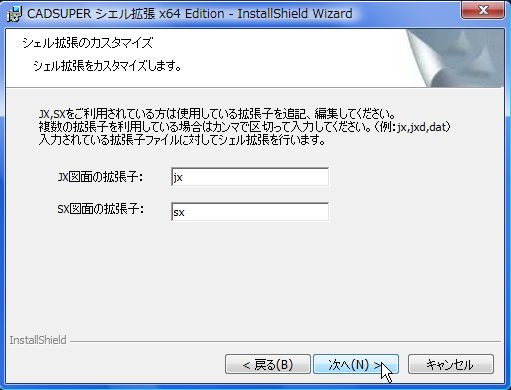 CADSUPER シェル拡張 x64 Edition - InstallShield Wizard
シェル拡張のカスタマイズ
シェル拡張をカスタマイズします。
JX,SXをご利用されている方は使用している拡張子を追記、編集してください。
複数の拡張子を利用している場合はカンマで区切って入力してください。（例:jx,jxd,dat）
入力されている拡張子ファイルに対してシェル拡張を行います。
JX図面の拡張子: jx
SX図面の拡張子: sx
InstallShield
< 戻る(B) 次へ(N) > キャンセル